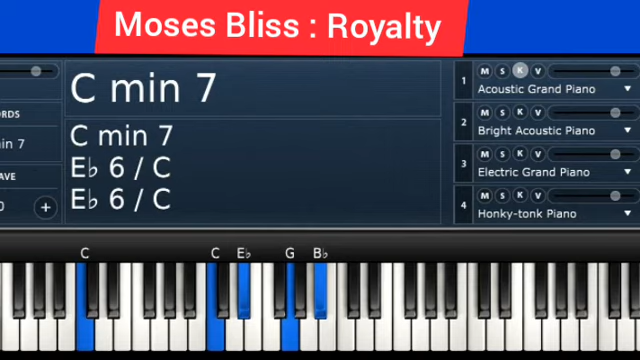 Moses Bliss : Royalty
C min 7
C min 7
E♭ 6 / C
E♭ 6 / C
ORDS
min 7
AVE
0 +
1 M S K V
Acoustic Grand Piano
2 M S K V
Bright Acoustic Piano
3 M S K V
Electric Grand Piano
4 M S K V
Honky-tonk Piano
C C E♭ G B♭